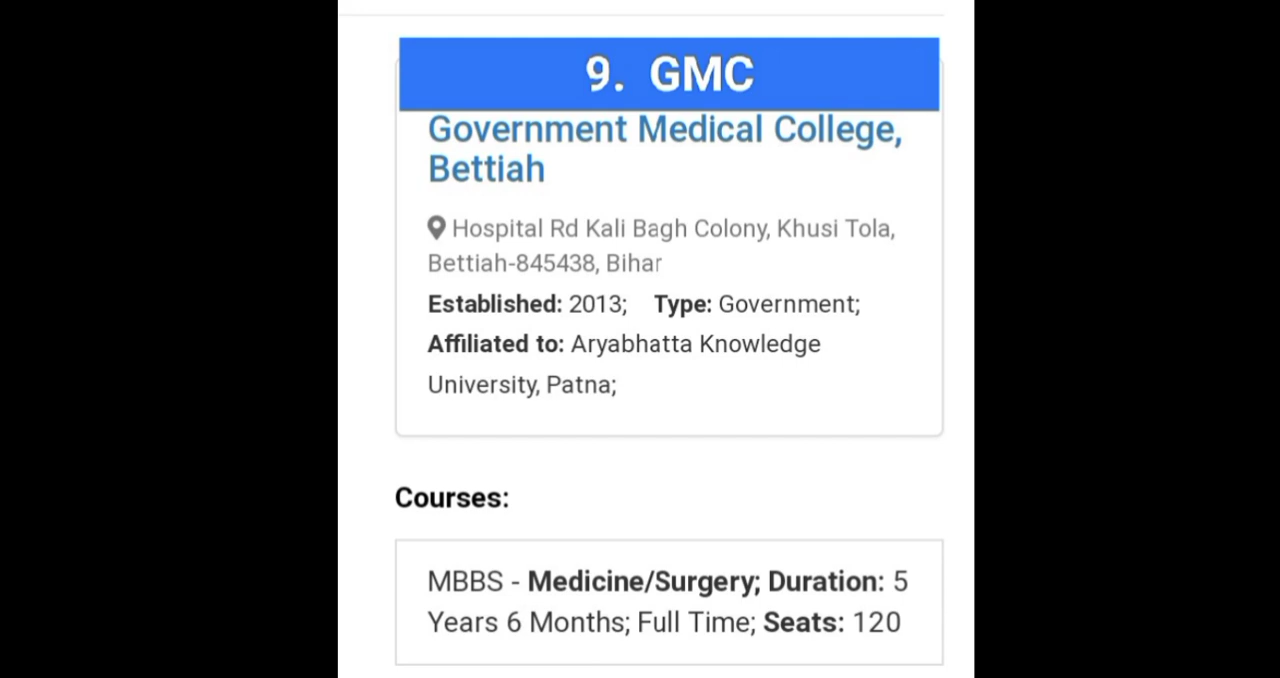 9. GMC
Government Medical College,
Bettiah
Hospital Rd Kali Bagh Colony, Khusi Tola,
Bettiah-845438, Bihar
Established: 2013; Type: Government;
Affiliated to: Aryabhatta Knowledge
University, Patna;
Courses:
MBBS - Medicine/Surgery; Duration: 5
Years 6 Months; Full Time; Seats: 120